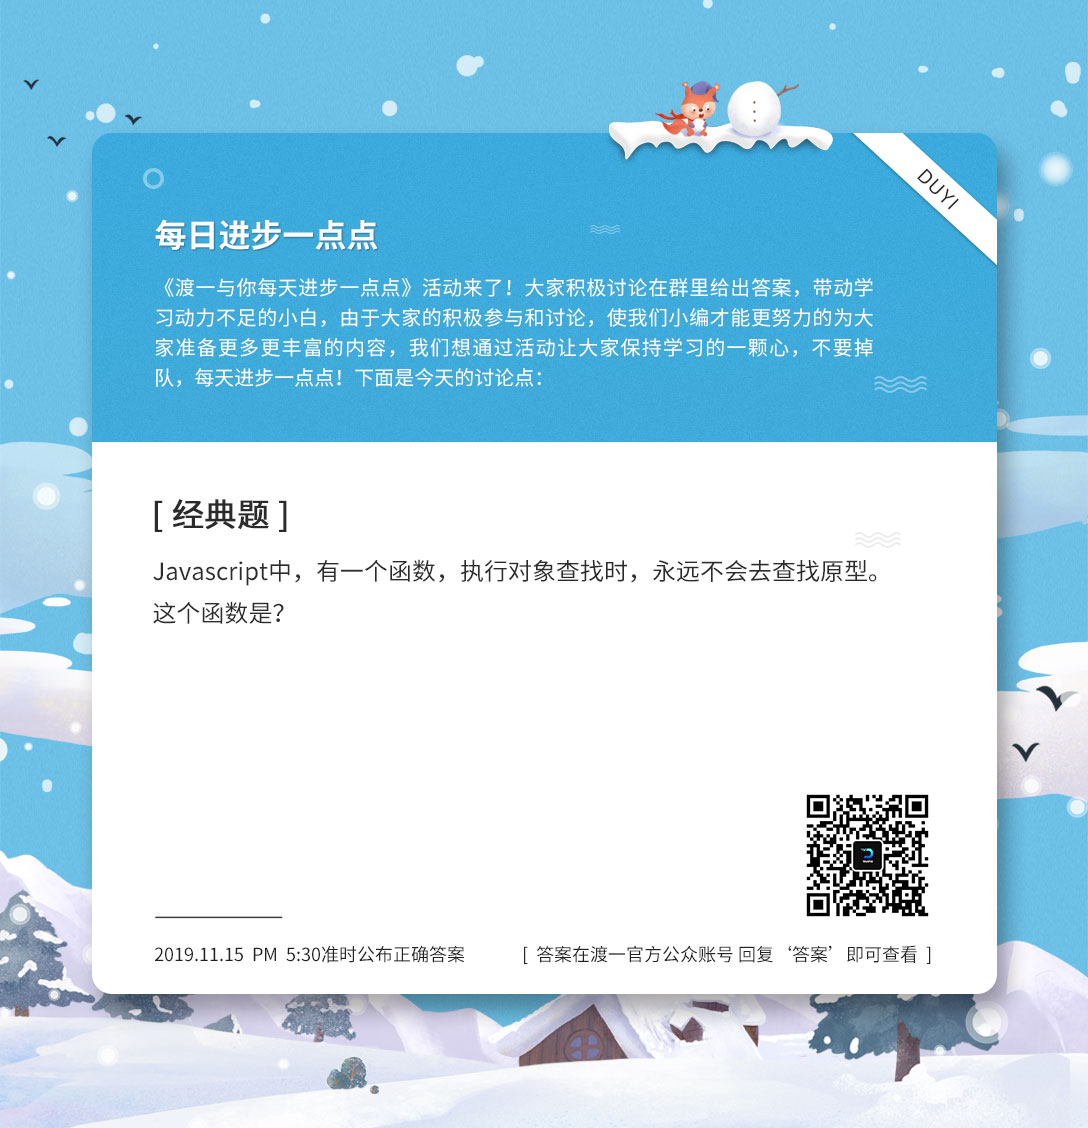 DUYI
每日进步一点点
《渡一与你每天进步一点点》活动来了！大家积极讨论在群里给出答案，带动学
习动力不足的小白，由于大家的积极参与和讨论，使我们小编才能更努力的为大
家准备更多更丰富的内容，我们想通过活动让大家保持学习的一颗心，不要掉
队，每天进步一点点！下面是今天的讨论点：
[ 经典题 ]
Javascript中，有一个函数，执行对象查找时，永远不会去查找原型。
这个函数是？
2019.11.15 PM 5:30准时公布正确答案
[ 答案在渡一官方公众账号 回复‘答案’即可查看 ]